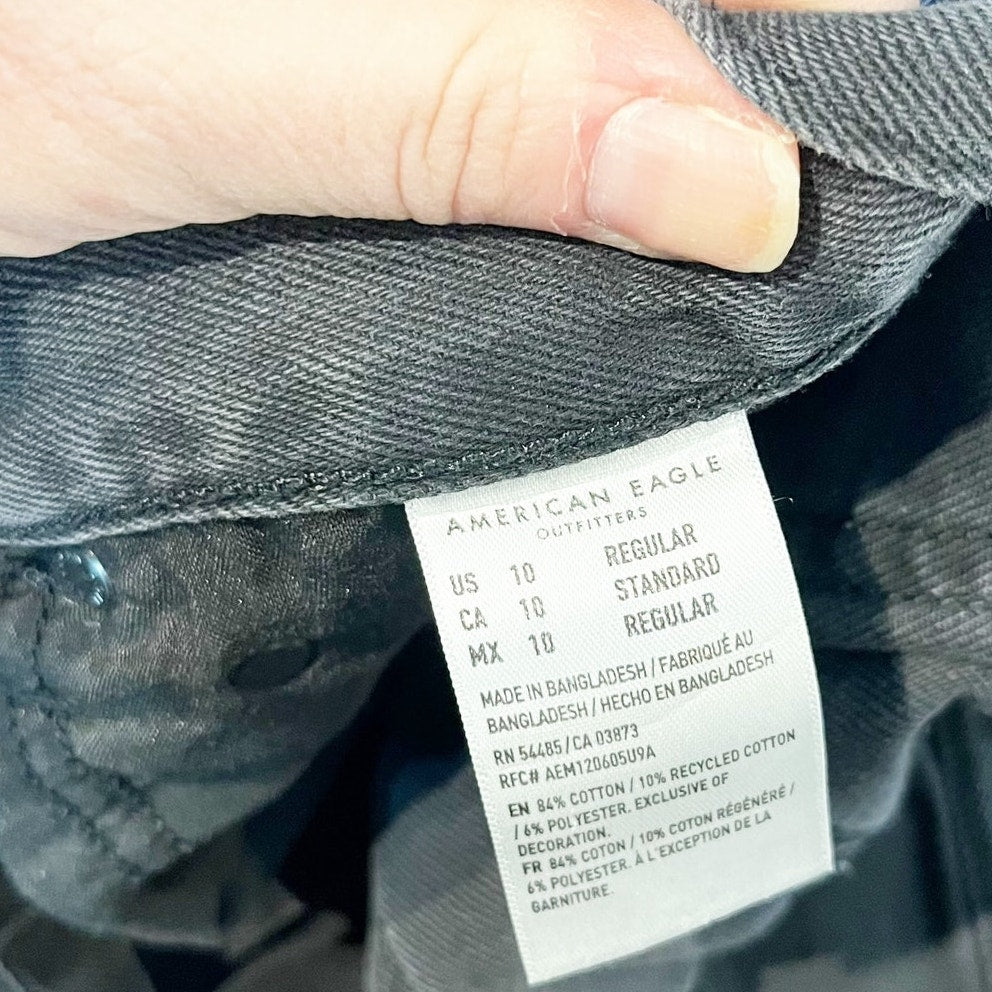 AMERICAN EAGLE
OUTFITTERS
US 10 REGULAR
CA 10 STANDARD
MX 10 REGULAR
MADE IN BANGLADESH / FABRIQUÉ AU
BANGLADESH / HECHO EN BANGLADESH
RN 54485 / CA 03873
RFC# AEM120605U9A
EN 84% COTTON / 10% RECYCLED COTTON
/ 6% POLYESTER. EXCLUSIVE OF
DECORATION.
FR 84% COTON / 10% COTON RÉGÉNÉRÉ /
6% POLYESTER. À L'EXCEPTION DE LA
GARNITURE.